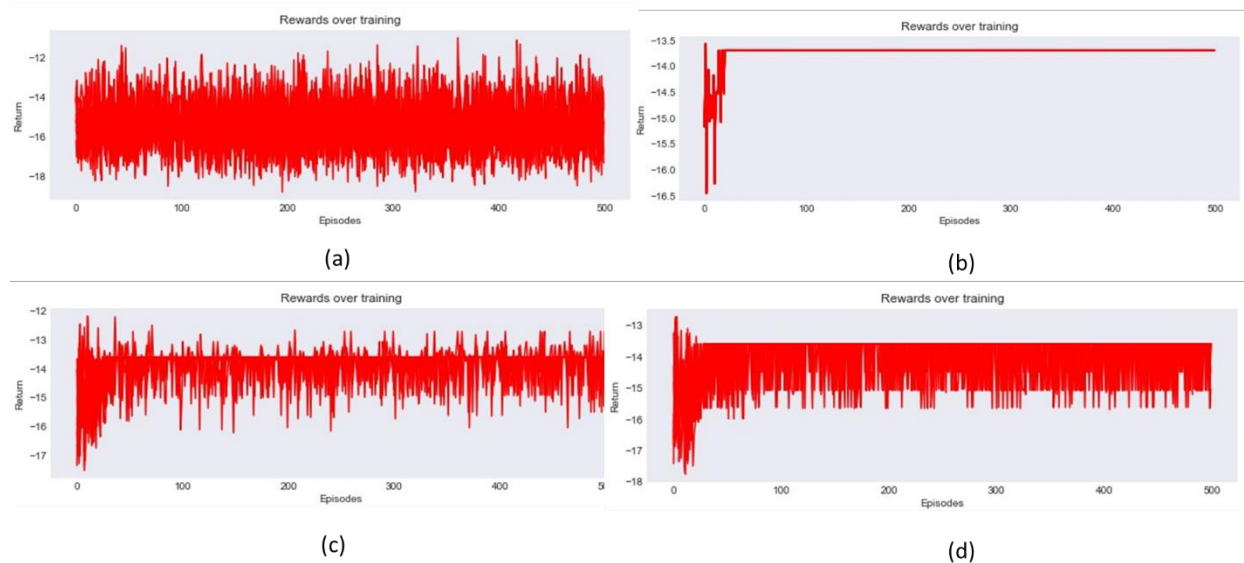 Rewards over training
Return
−12
−14
−16
−18
0 100 200 300 400 500
Episodes
(a)
Rewards over training
Return
−13.5
−14.0
−14.5
−15.0
−15.5
−16.0
−16.5
0 100 200 300 400 500
Episodes
(b)
Rewards over training
Return
−12
−13
−14
−15
−16
−17
0 100 200 300 400 50
Episodes
(c)
Rewards over training
Return
−13
−14
−15
−16
−17
−18
0 100 200 300 400 500
Episodes
(d)